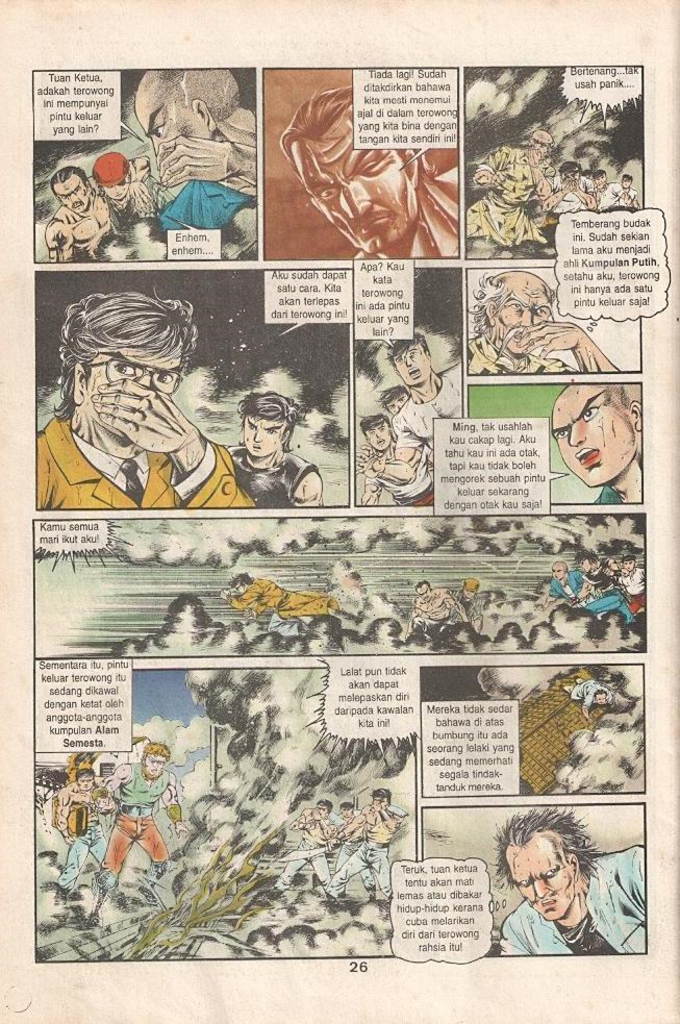 Tuan Ketua,
adakah terowong
ini mempunyai
pintu keluar
yang lain?
Enhem,
enhem....
Tiada lagi! Sudah
ditakdirkan bahawa
kita mesti menemui
ajal di dalam terowong
yang kita bina dengan
tangan kita sendiri ini!
Bertenang...tak
usah panik....
Temberang budak
ini. Sudah sekian
lama aku menjadi
ahli Kumpulan Putih,
setahu aku, terowong
ini hanya ada satu
pintu keluar saja!
Aku sudah dapat
satu cara. Kita
akan terlepas
dari terowong ini!
Apa? Kau
kata
terowong
ini ada pintu
keluar yang
lain?
Ming, tak usahlah
kau cakap lagi. Aku
tahu kau ini ada otak,
tapi kau tidak boleh
mengorek sebuah pintu
keluar sekarang
dengan otak kau saja!
Kamu semua
mari ikut aku!
Sementara itu, pintu
keluar terowong itu
sedang dikawal
dengan ketat oleh
anggota-anggota
kumpulan Alam
Semesta.
Lalat pun tidak
akan dapat
melepaskan diri
daripada kawalan
kita ini!
Mereka tidak sedar
bahawa di atas
bumbung itu ada
seorang lelaki yang
sedang memerhati
segala tindak-
tanduk mereka.
Teruk, tuan ketua
tentu akan mati
lemas atau dibakar
hidup-hidup kerana
cuba melarikan
diri dari terowong
rahsia itu!
26